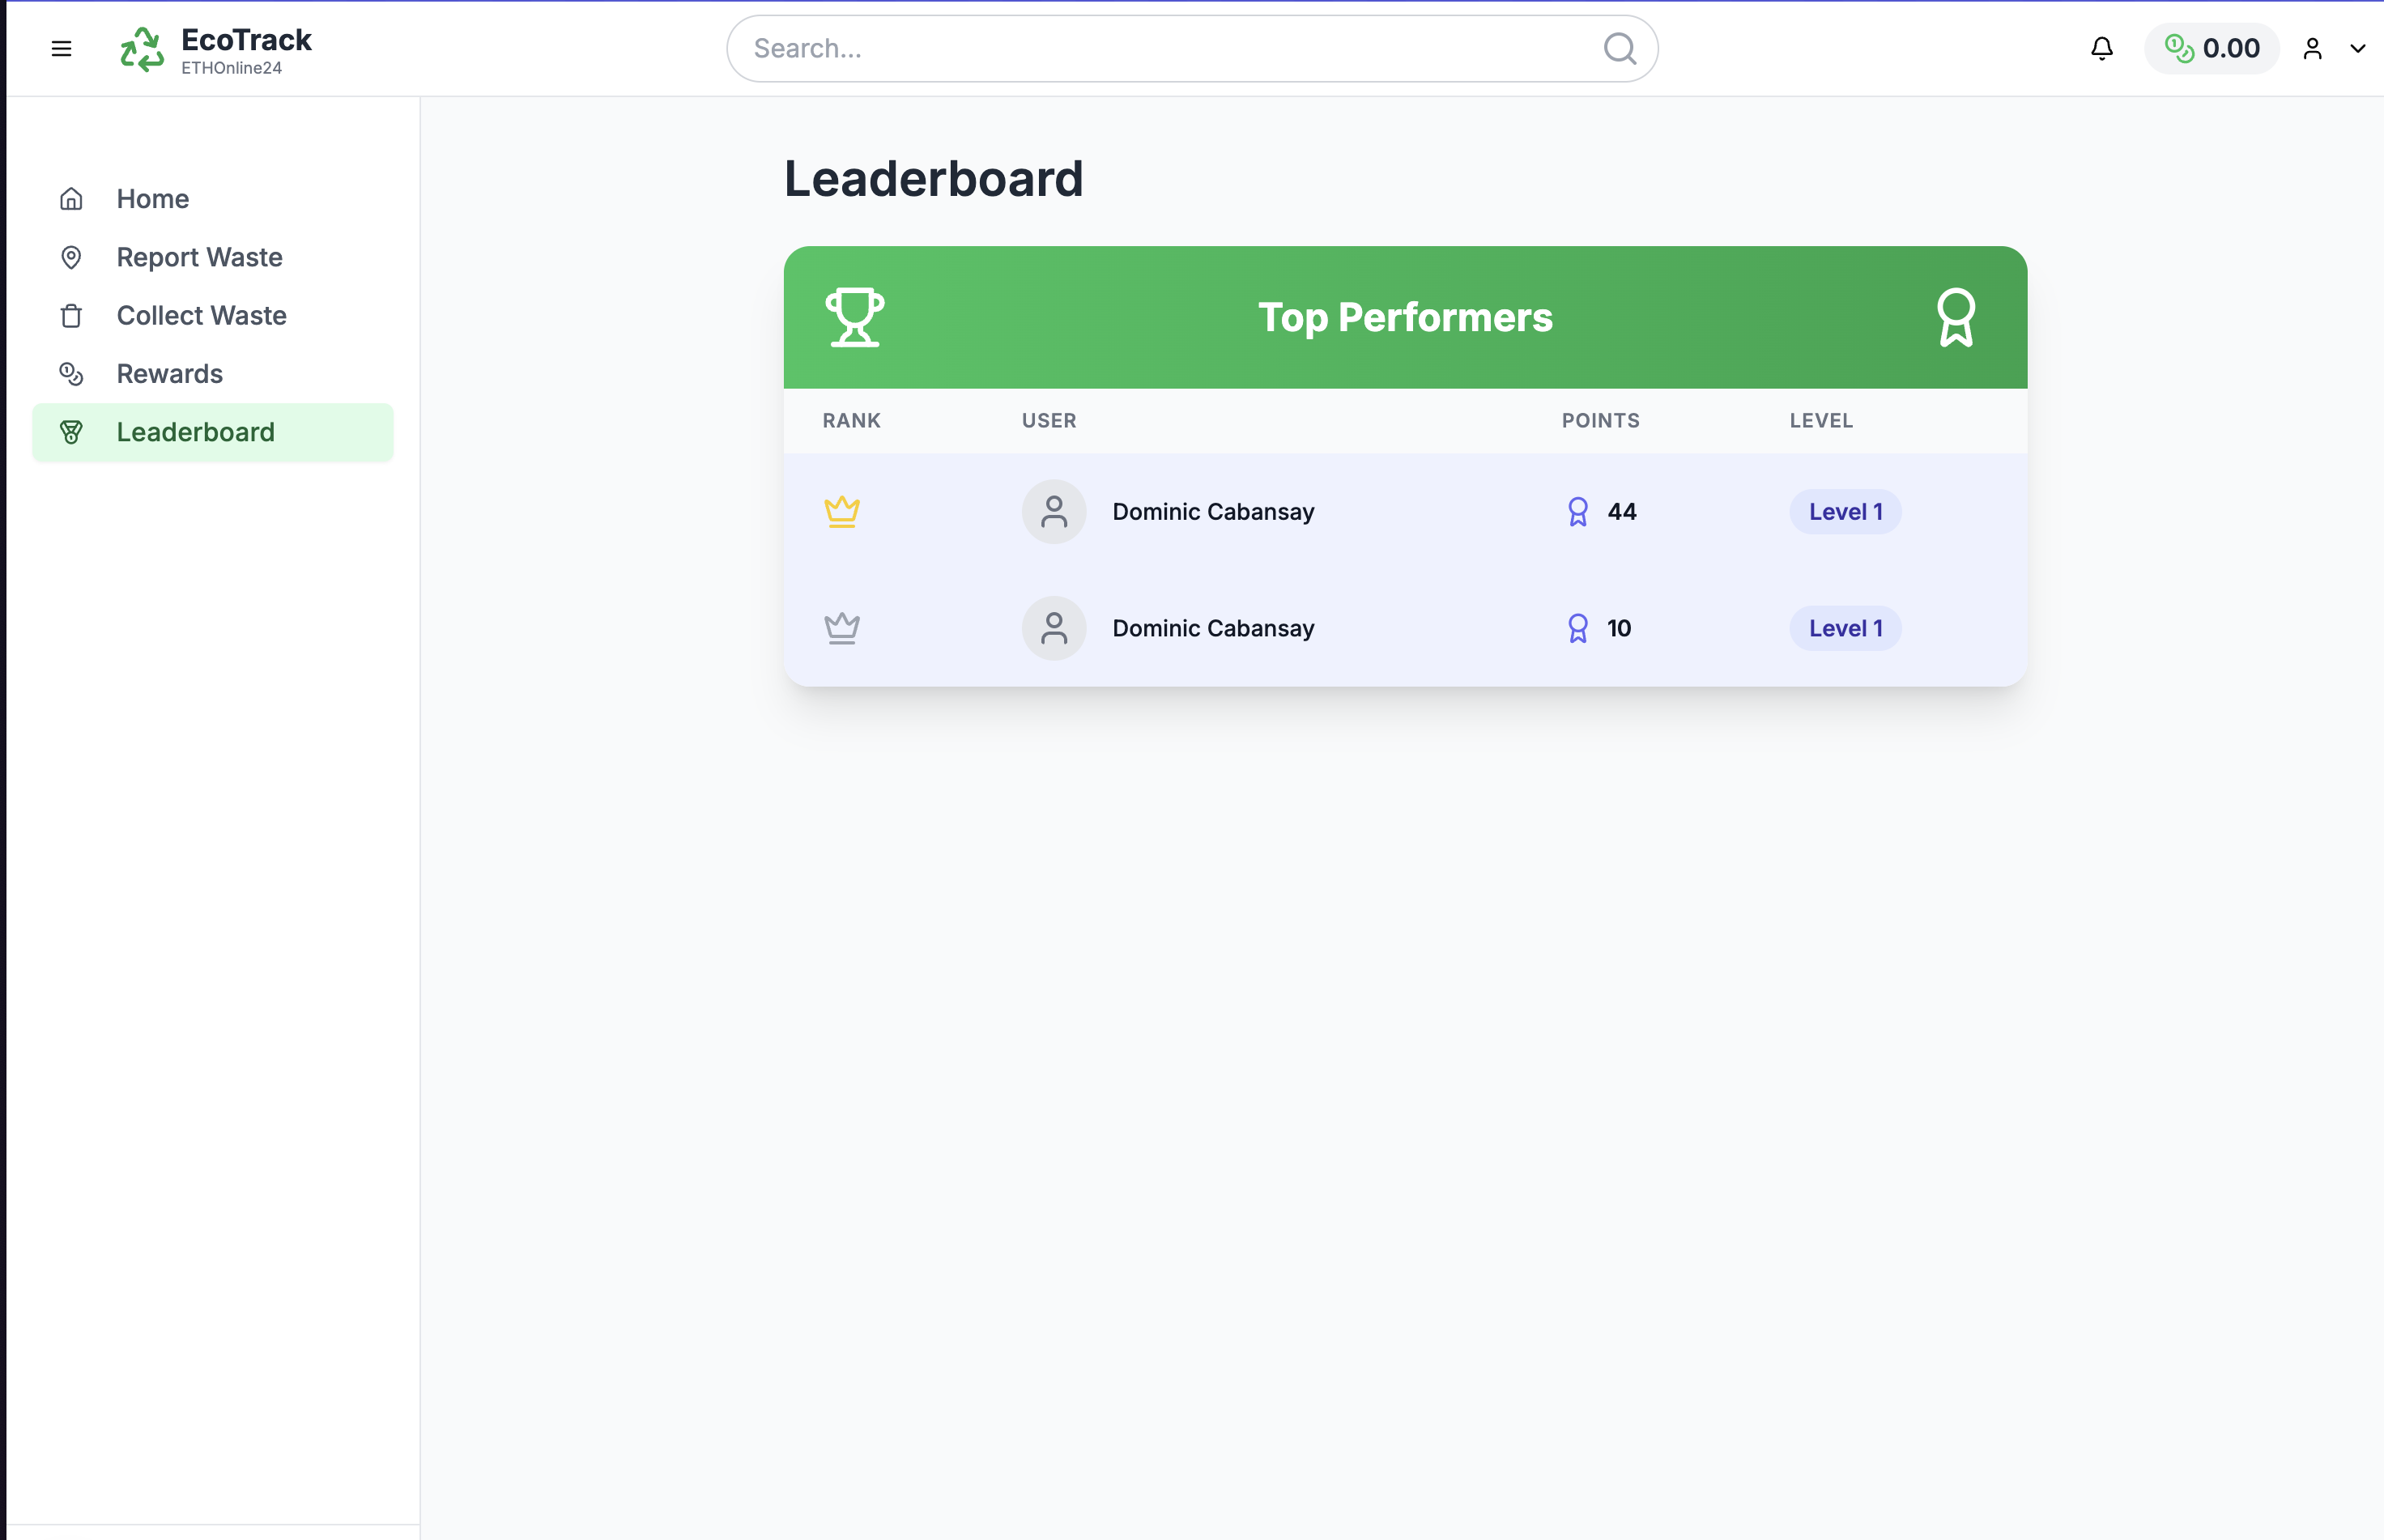 EcoTrack
ETHOnline24
Search...
0.00
Home
Report Waste
Collect Waste
Rewards
Leaderboard
Leaderboard
Top Performers
RANK USER POINTS LEVEL
Dominic Cabansay 44 Level 1
Dominic Cabansay 10 Level 1